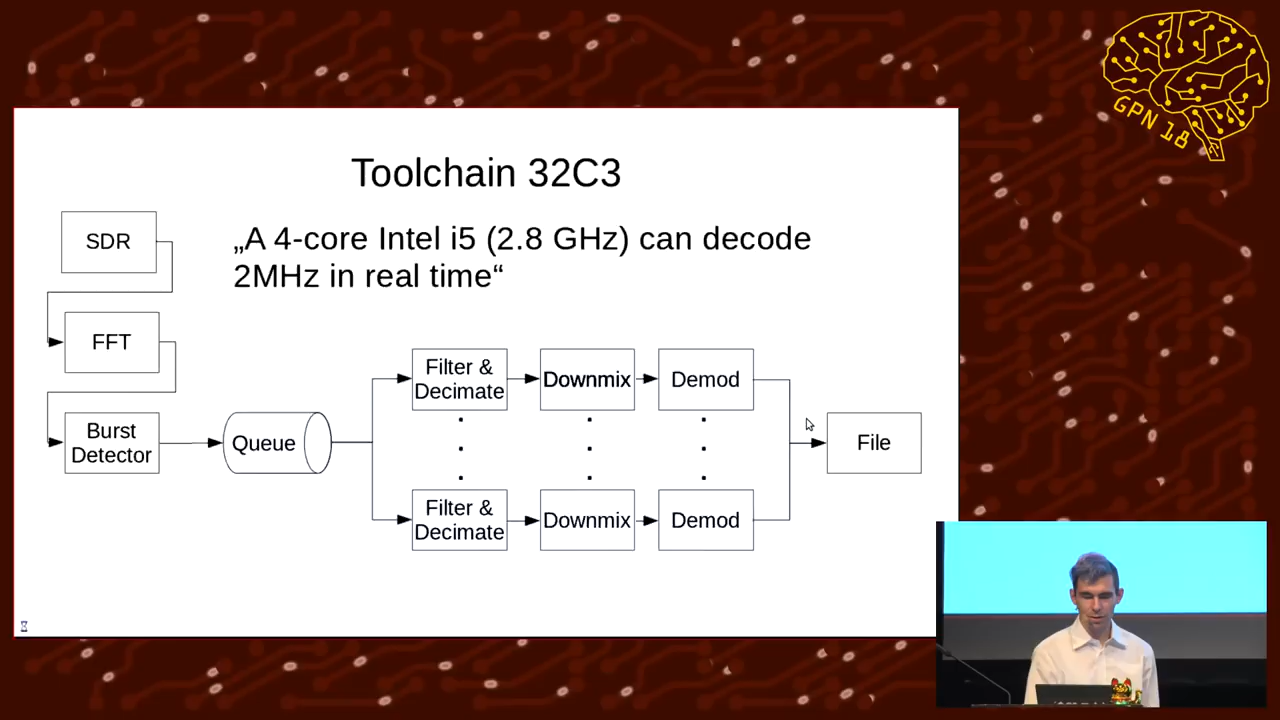 GPN 18
Toolchain 32C3
„A 4-core Intel i5 (2.8 GHz) can decode
2MHz in real time“
SDR
FFT
Burst
Detector
Queue
Filter &
Decimate
Downmix
Demod
Filter &
Decimate
Downmix
Demod
File